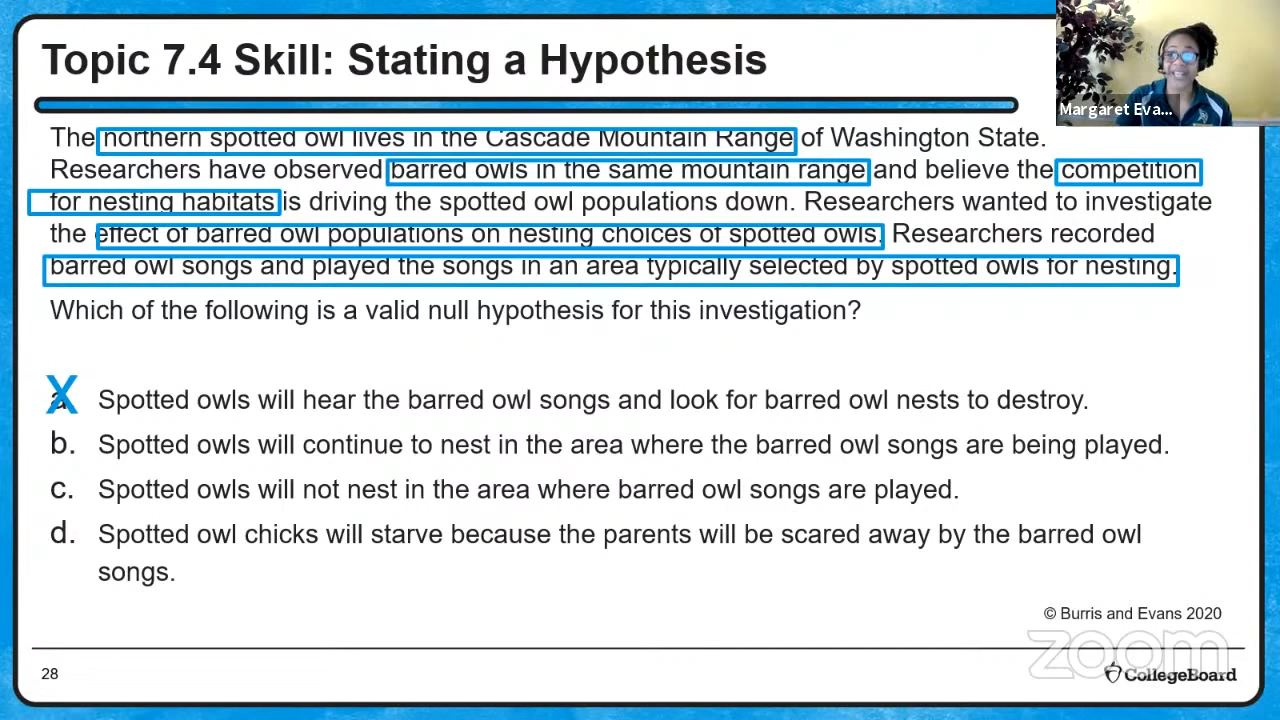 Topic 7.4 Skill: Stating a Hypothesis
Margaret Eva...
The northern spotted owl lives in the Cascade Mountain Range of Washington State.
Researchers have observed barred owls in the same mountain range and believe the competition
for nesting habitats is driving the spotted owl populations down. Researchers wanted to investigate
the effect of barred owl populations on nesting choices of spotted owls. Researchers recorded
barred owl songs and played the songs in an area typically selected by spotted owls for nesting.
Which of the following is a valid null hypothesis for this investigation?
X a. Spotted owls will hear the barred owl songs and look for barred owl nests to destroy.
b. Spotted owls will continue to nest in the area where the barred owl songs are being played.
c. Spotted owls will not nest in the area where barred owl songs are played.
d. Spotted owl chicks will starve because the parents will be scared away by the barred owl
songs.
© Burris and Evans 2020
zoom
28
CollegeBoard